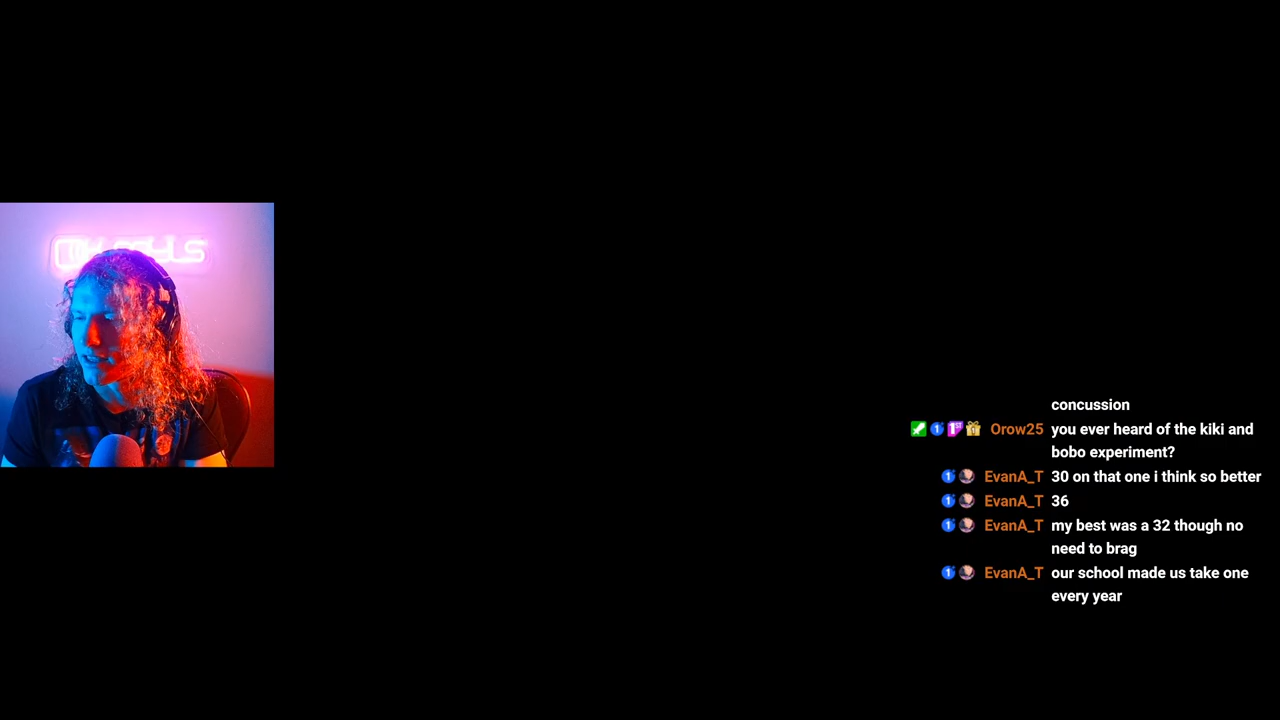 concussion
Orow25 you ever heard of the kiki and
bobo experiment?
EvanA_T 30 on that one i think so better
EvanA_T 36
EvanA_T my best was a 32 though no
need to brag
EvanA_T our school made us take one
every year